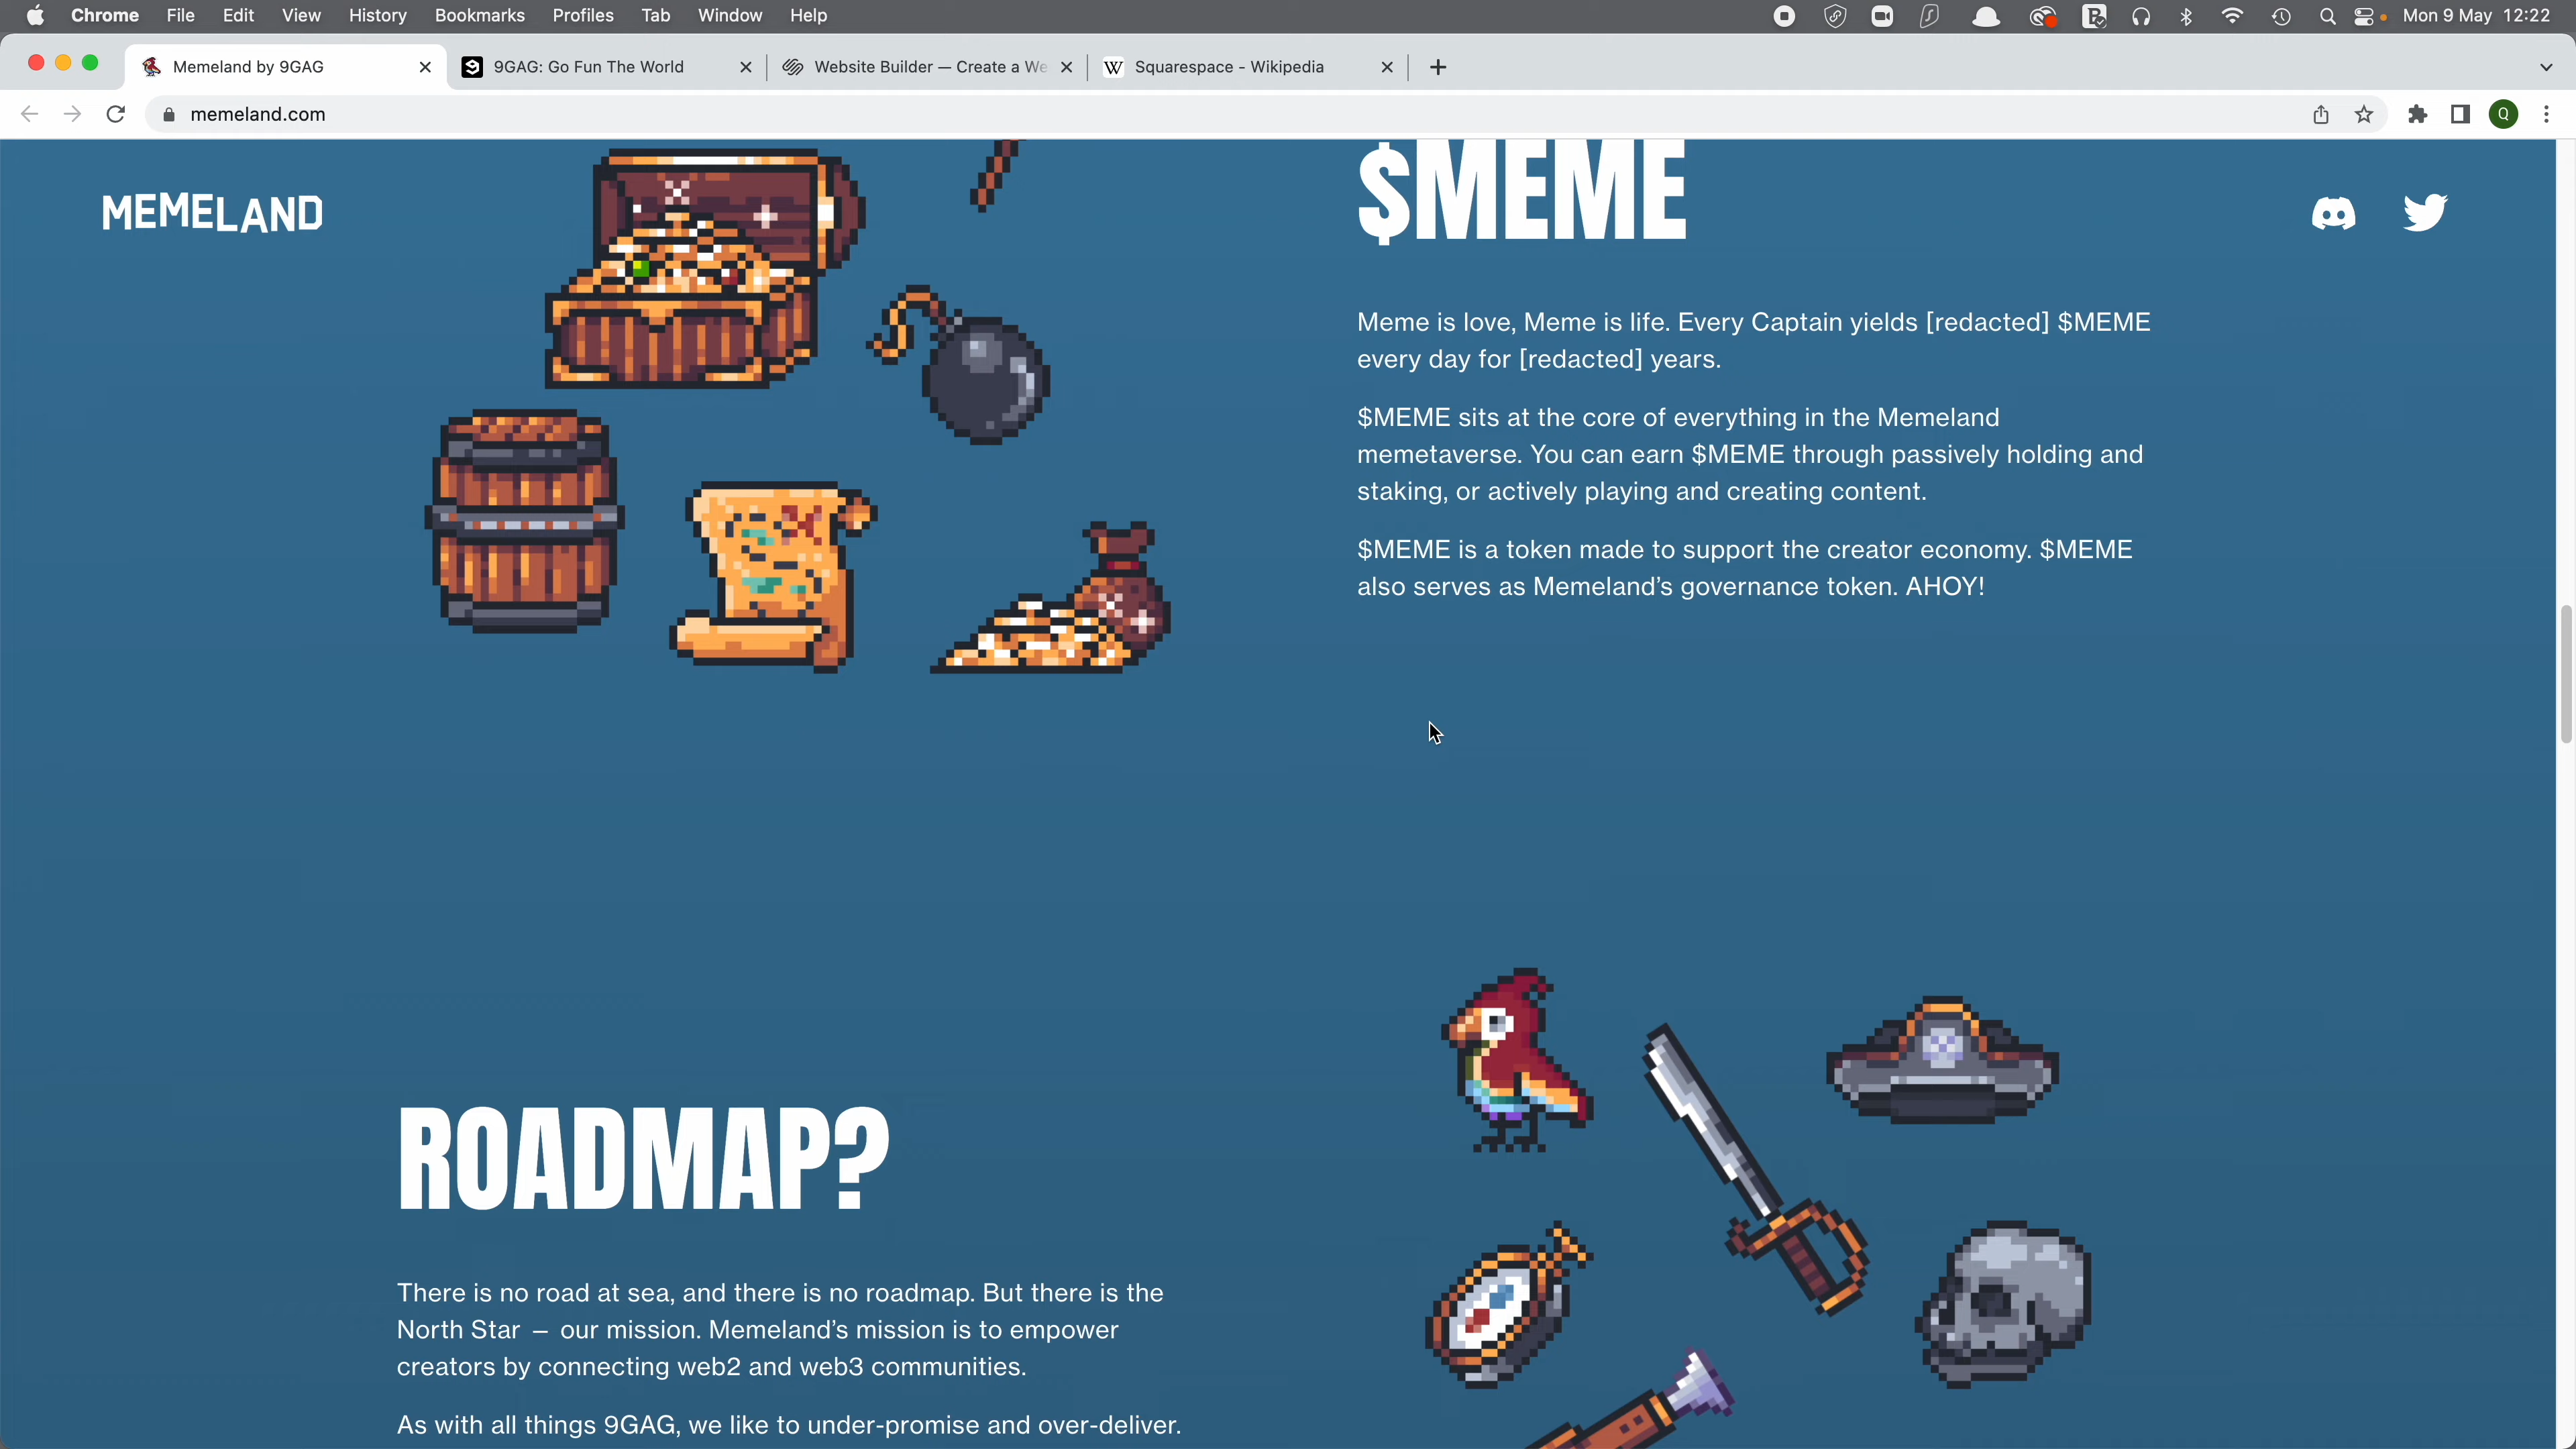 Chrome File Edit View History Bookmarks Profiles Tab Window Help Mon 9 May 12:22
Memeland by 9GAG 9GAG: Go Fun The World Website Builder — Create a We Squarespace - Wikipedia
memeland.com Q
MEMELAND
$MEME
Meme is love, Meme is life. Every Captain yields [redacted] $MEME
every day for [redacted] years.
$MEME sits at the core of everything in the Memeland
memetaverse. You can earn $MEME through passively holding and
staking, or actively playing and creating content.
$MEME is a token made to support the creator economy. $MEME
also serves as Memeland’s governance token. AHOY!
ROADMAP?
There is no road at sea, and there is no roadmap. But there is the
North Star – our mission. Memeland’s mission is to empower
creators by connecting web2 and web3 communities.
As with all things 9GAG, we like to under-promise and over-deliver.